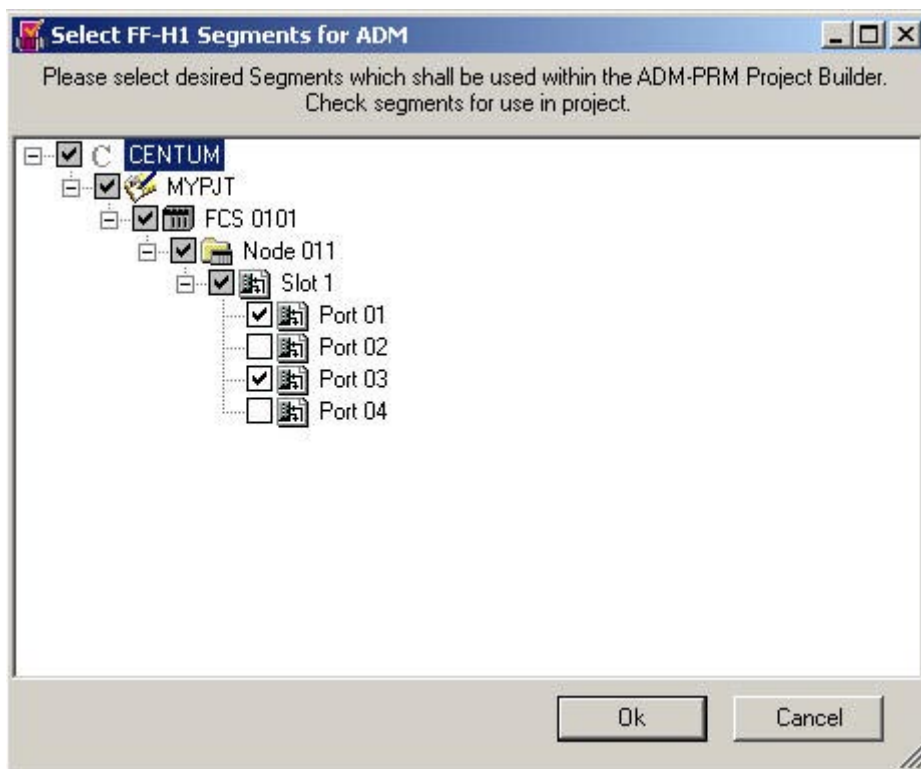 Select FF-H1 Segments for ADM
Please select desired Segments which shall be used within the ADM-PRM Project Builder.
Check segments for use in project.
C CENTUM
MYPJT
FCS 0101
Node 011
Slot 1
Port 01
Port 02
Port 03
Port 04
Ok Cancel